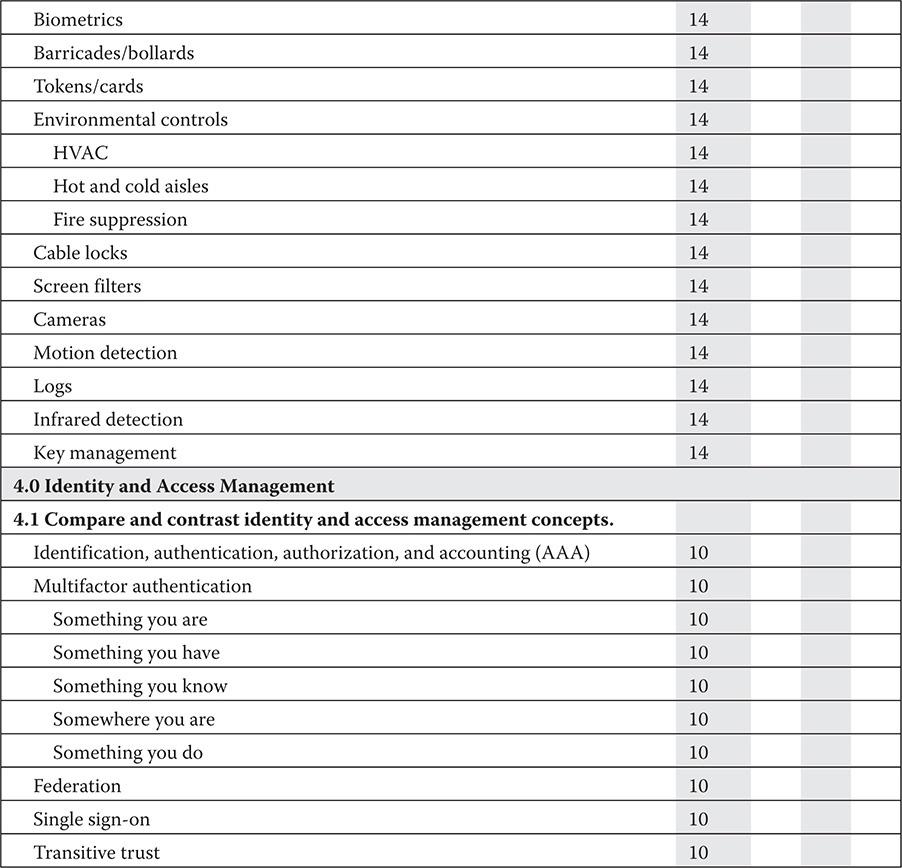 Biometrics 14
Barricades/bollards 14
Tokens/cards 14
Environmental controls 14
HVAC 14
Hot and cold aisles 14
Fire suppression 14
Cable locks 14
Screen filters 14
Cameras 14
Motion detection 14
Logs 14
Infrared detection 14
Key management 14
4.0 Identity and Access Management
4.1 Compare and contrast identity and access management concepts.
Identification, authentication, authorization, and accounting (AAA) 10
Multifactor authentication 10
Something you are 10
Something you have 10
Something you know 10
Somewhere you are 10
Something you do 10
Federation 10
Single sign-on 10
Transitive trust 10